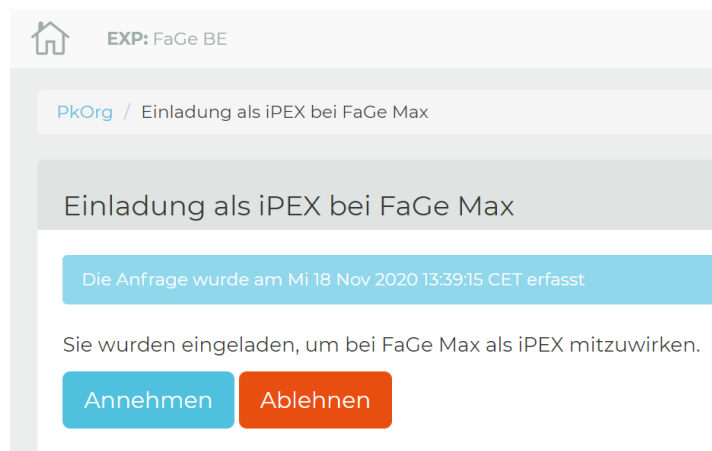 EXP: FaGe BE
PkOrg / Einladung als iPEX bei FaGe Max
Einladung als iPEX bei FaGe Max
Die Anfrage wurde am Mi 18 Nov 2020 13:39:15 CET erfasst
Sie wurden eingeladen, um bei FaGe Max als iPEX mitzuwirken.
Annehmen Ablehnen